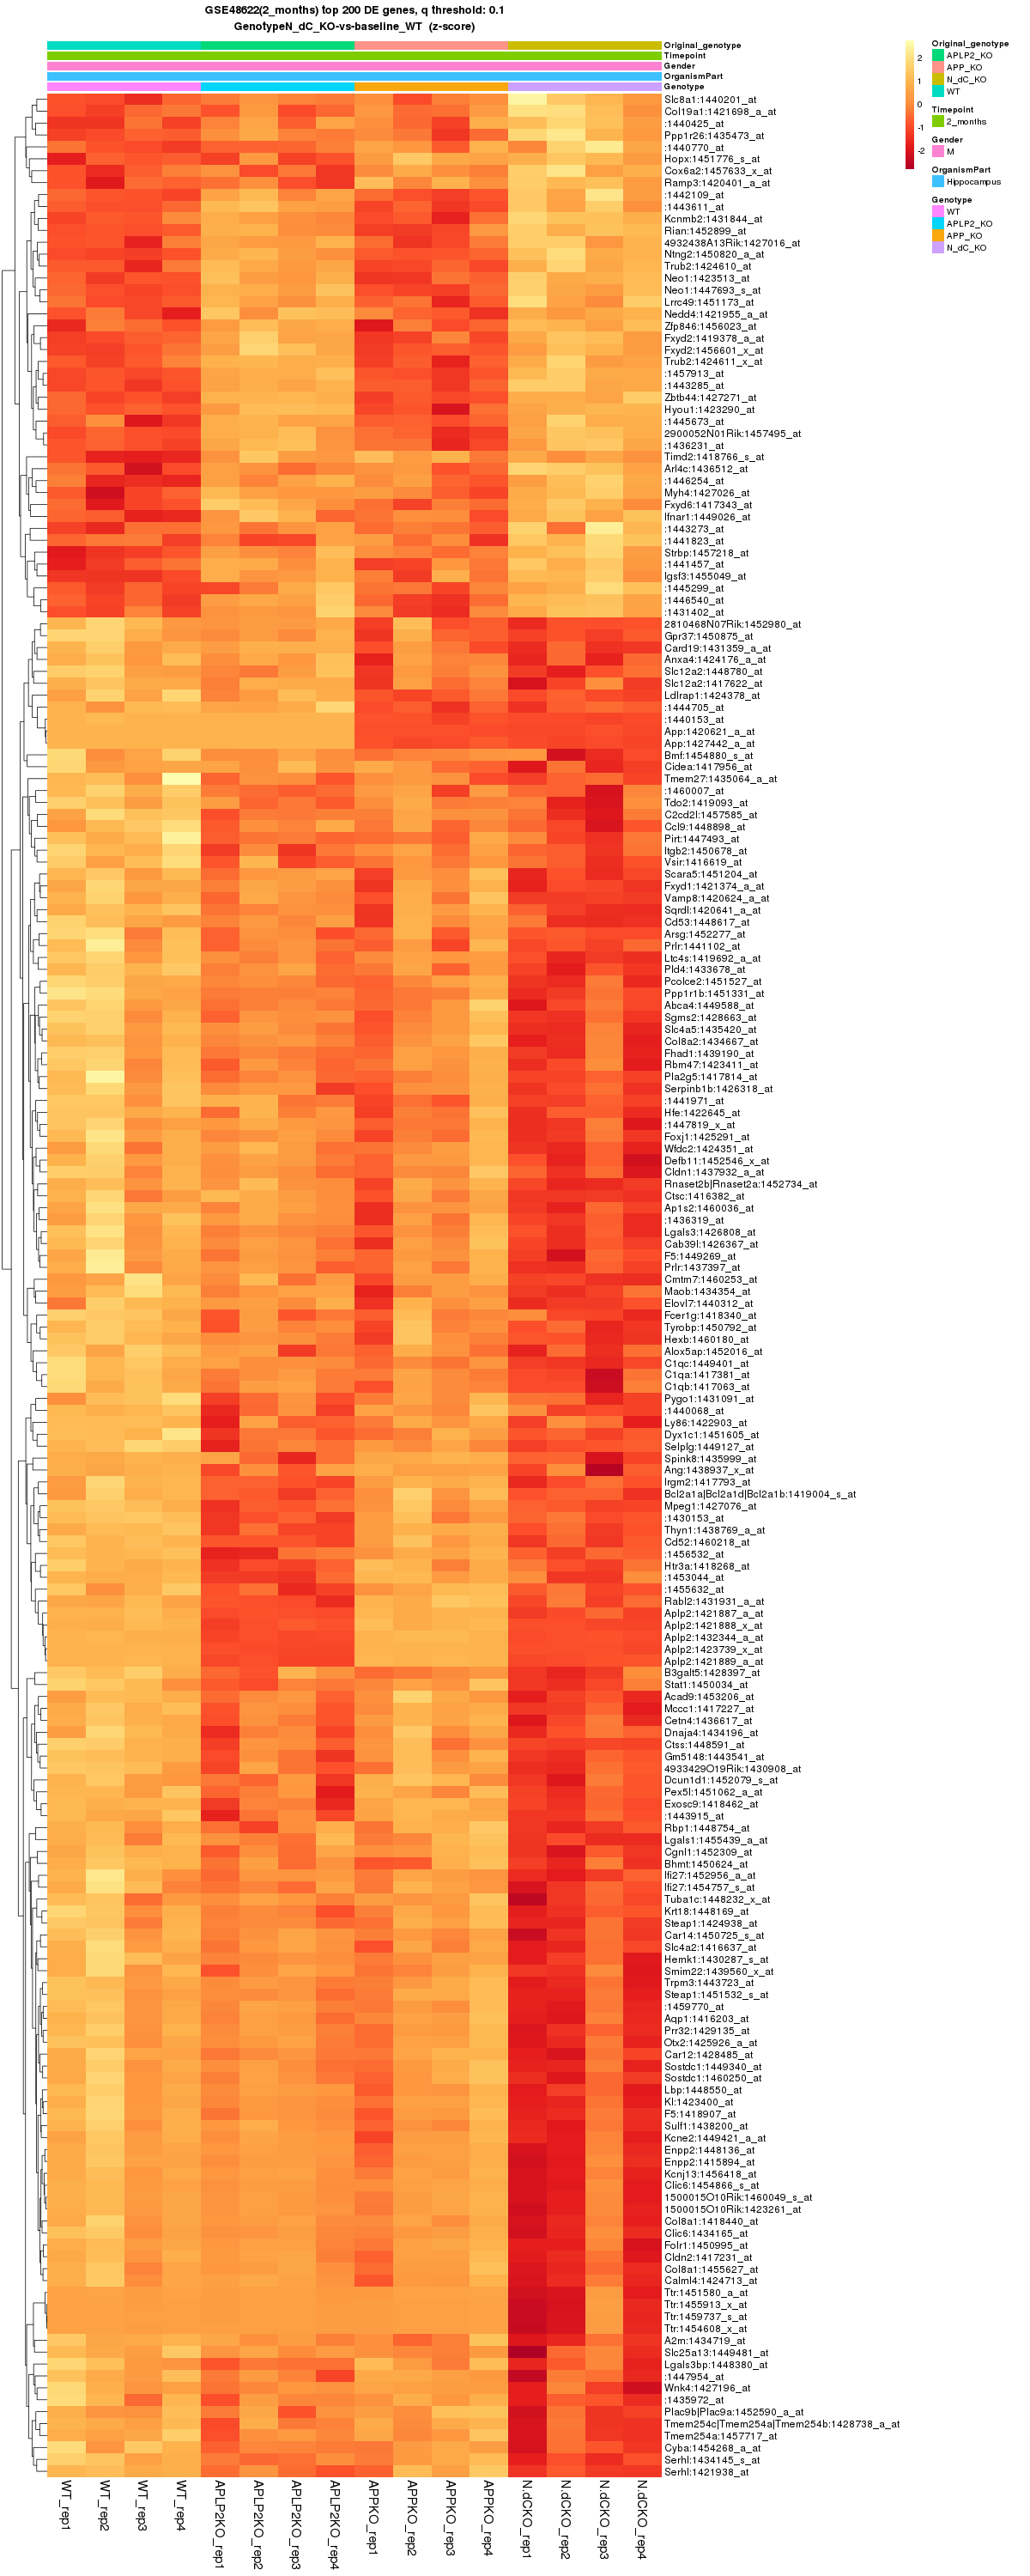 GSE48622(2_months) top 200 DE genes, q threshold: 0.1
GenotypeN_dC_KO-vs-baseline_WT (z-score)
Original_genotype
Timepoint
Gender
OrganismPart
Genotype
2
1
0
-1
-2
Original_genotype
APLP2_KO
APP_KO
N_dC_KO
WT
Timepoint
2_months
Gender
M
OrganismPart
Hippocampus
Genotype
WT
APLP2_KO
APP_KO
N_dC_KO
Slc8a1:1440201_at
Col19a1:1421698_a_at
:1440425_at
Ppp1r26:1435473_at
:1440770_at
Hopx:1451776_s_at
Cox6a2:1457633_x_at
Ramp3:1420401_a_at
:1442109_at
:1443611_at
Kcnmb2:1431844_at
Rian:1452899_at
4932438A13Rik:1427016_at
Ntng2:1450820_a_at
Trub2:1424610_at
Neo1:1423513_at
Neo1:1447693_s_at
Lrrc49:1451173_at
Nedd4:1421955_a_at
Zfp846:1456023_at
Fxyd2:1419378_a_at
Fxyd2:1456601_x_at
Trub2:1424611_x_at
:1457913_at
:1443285_at
Zbtb44:1427271_at
Hyou1:1423290_at
:1445673_at
2900052N01Rik:1457495_at
:1436231_at
Timd2:1418766_s_at
Arl4c:1436512_at
:1446254_at
Myh4:1427026_at
Fxyd6:1417343_at
Ifnar1:1449026_at
:1443273_at
:1441823_at
Strbp:1457218_at
:1441457_at
Igsf3:1455049_at
:1445299_at
:1446540_at
:1431402_at
2810468N07Rik:1452980_at
Gpr37:1450875_at
Card19:1431359_a_at
Anxa4:1424176_a_at
Slc12a2:1448780_at
Slc12a2:1417622_at
Ldlrap1:1424378_at
:1444705_at
:1440153_at
App:1420621_a_at
App:1427442_a_at
Bmf:1454880_s_at
Cidea:1417956_at
Tmem27:1435064_a_at
:1460007_at
Tdo2:1419093_at
C2cd2l:1457585_at
Ccl9:1448898_at
Pirt:1447493_at
Itgb2:1450678_at
Vsir:1416619_at
Scara5:1451204_at
Fxyd1:1421374_a_at
Vamp8:1420624_a_at
Sqrdl:1420641_a_at
Cd53:1448617_at
Arsg:1452277_at
Prlr:1441102_at
Ltc4s:1419692_a_at
Pld4:1433678_at
Pcolce2:1451527_at
Ppp1r1b:1451331_at
Abca4:1449588_at
Sgms2:1428663_at
Slc4a5:1435420_at
Col8a2:1434667_at
Fhad1:1439190_at
Rbm47:1423411_at
Pla2g5:1417814_at
Serpinb1b:1426318_at
:1441971_at
Hfe:1422645_at
:1447819_x_at
Foxj1:1425291_at
Wfdc2:1424351_at
Defb11:1452546_x_at
Cldn1:1437932_a_at
Rnaset2b|Rnaset2a:1452734_at
Ctsc:1416382_at
Ap1s2:1460036_at
:1436319_at
Lgals3:1426808_at
Cab39l:1426367_at
F5:1449269_at
Prlr:1437397_at
Cmtm7:1460253_at
Maob:1434354_at
Elovl7:1440312_at
Fcer1g:1418340_at
Tyrobp:1450792_at
Hexb:1460180_at
Alox5ap:1452016_at
C1qc:1449401_at
C1qa:1417381_at
C1qb:1417063_at
Pygo1:1431091_at
:1440068_at
Ly86:1422903_at
Dyx1c1:1451605_at
Selplg:1449127_at
Spink8:1435999_at
Ang:1438937_x_at
Irgm2:1417793_at
Bcl2a1a|Bcl2a1d|Bcl2a1b:1419004_s_at
Mpeg1:1427076_at
:1430153_at
Thyn1:1438769_a_at
Cd52:1460218_at
:1456532_at
Htr3a:1418268_at
:1453044_at
:1455632_at
Rabl2:1431931_a_at
Aplp2:1421887_a_at
Aplp2:1421888_x_at
Aplp2:1432344_a_at
Aplp2:1423739_x_at
Aplp2:1421889_a_at
B3galt5:1428397_at
Stat1:1450034_at
Acad9:1453206_at
Mccc1:1417227_at
Cetn4:1436617_at
Dnaja4:1434196_at
Ctss:1448591_at
Gm5148:1443541_at
4933429O19Rik:1430908_at
Dcun1d1:1452079_s_at
Pex5l:1451062_a_at
Exosc9:1418462_at
:1443915_at
Rbp1:1448754_at
Lgals1:1455439_a_at
Cgnl1:1452309_at
Bhmt:1450624_at
Ifi27:1452956_a_at
Ifi27:1454757_s_at
Tuba1c:1448232_x_at
Krt18:1448169_at
Steap1:1424938_at
Car14:1450725_s_at
Slc4a2:1416637_at
Hemk1:1430287_s_at
Smim22:1439560_x_at
Trpm3:1443723_at
Steap1:1451532_s_at
:1459770_at
Aqp1:1416203_at
Prr32:1429135_at
Otx2:1425926_a_at
Car12:1428485_at
Sostdc1:1449340_at
Sostdc1:1460250_at
Lbp:1448550_at
Kl:1423400_at
F5:1418907_at
Sulf1:1438200_at
Kcne2:1449421_a_at
Enpp2:1448136_at
Enpp2:1415894_at
Kcnj13:1456418_at
Clic6:1454866_s_at
1500015O10Rik:1460049_s_at
1500015O10Rik:1423261_at
Col8a1:1418440_at
Clic6:1434165_at
Folr1:1450995_at
Cldn2:1417231_at
Col8a1:1455627_at
Calml4:1424713_at
Ttr:1451580_a_at
Ttr:1455913_x_at
Ttr:1459737_s_at
Ttr:1454608_x_at
A2m:1434719_at
Slc25a13:1449481_at
Lgals3bp:1448380_at
:1447954_at
Wnk4:1427196_at
:1435972_at
Plac9b|Plac9a:1452590_a_at
Tmem254c|Tmem254a|Tmem254b:1428738_a_at
Tmem254a:1457717_at
Cyba:1454268_a_at
Serhl:1434145_s_at
Serhl:1421938_at
WT_rep1
WT_rep2
WT_rep3
WT_rep4
APLP2KO_rep1
APLP2KO_rep2
APLP2KO_rep3
APLP2KO_rep4
APPKO_rep1
APPKO_rep2
APPKO_rep3
APPKO_rep4
N.dCKO_rep1
N.dCKO_rep2
N.dCKO_rep3
N.dCKO_rep4